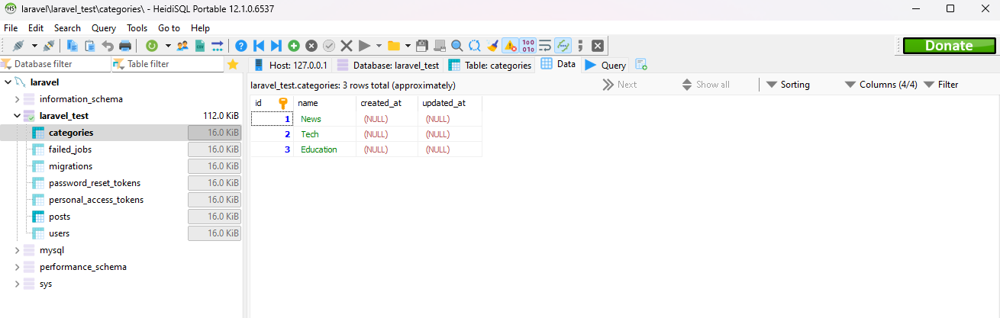 laravel\laravel_test\categories\ - HeidiSQL Portable 12.1.0.6537
File Edit Search Query Tools Go to Help
Donate
Database filter
Table filter
Host: 127.0.0.1
Database: laravel_test
Table: categories
Data
Query
laravel
information_schema
laravel_test 112.0 KiB
categories 16.0 KiB
failed_jobs 16.0 KiB
migrations 16.0 KiB
password_reset_tokens 16.0 KiB
personal_access_tokens 16.0 KiB
posts 16.0 KiB
users 16.0 KiB
mysql
performance_schema
sys
laravel_test.categories: 3 rows total (approximately)
Next
Show all
Sorting
Columns (4/4)
Filter
id name created_at updated_at
1 News (NULL) (NULL)
2 Tech (NULL) (NULL)
3 Education (NULL) (NULL)